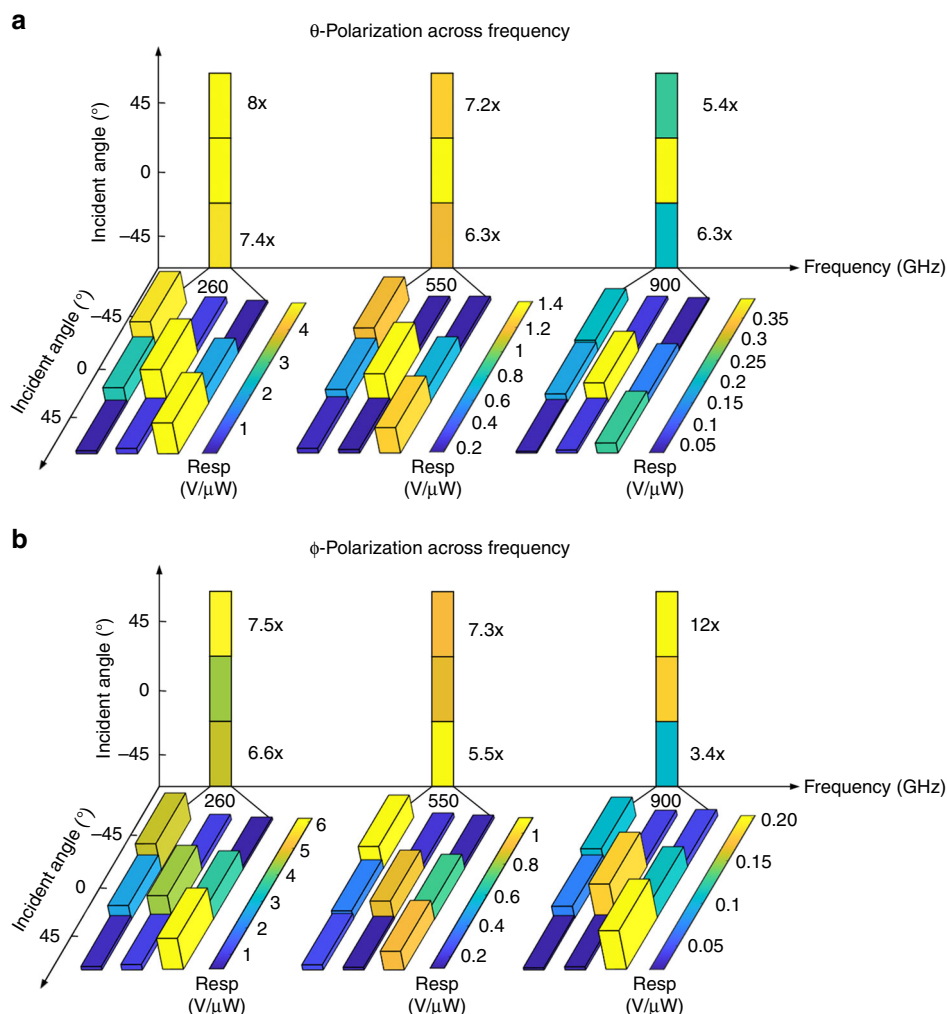 a
θ-Polarization across frequency
Incident angle (°)
45
0
−45
8x
7.4x
7.2x
6.3x
5.4x
6.3x
Frequency (GHz)
260
550
900
Incident angle (°)
−45
0
45
4
3
2
1
Resp
(V/μW)
1.4
1.2
1
0.8
0.6
0.4
0.2
Resp
(V/μW)
0.35
0.3
0.25
0.2
0.15
0.1
0.05
Resp
(V/μW)
b
ϕ-Polarization across frequency
Incident angle (°)
45
0
−45
7.5x
6.6x
7.3x
5.5x
12x
3.4x
Frequency (GHz)
260
550
900
Incident angle (°)
−45
0
45
6
5
4
3
2
1
Resp
(V/μW)
1
0.8
0.6
0.4
0.2
Resp
(V/μW)
0.20
0.15
0.1
0.05
Resp
(V/μW)